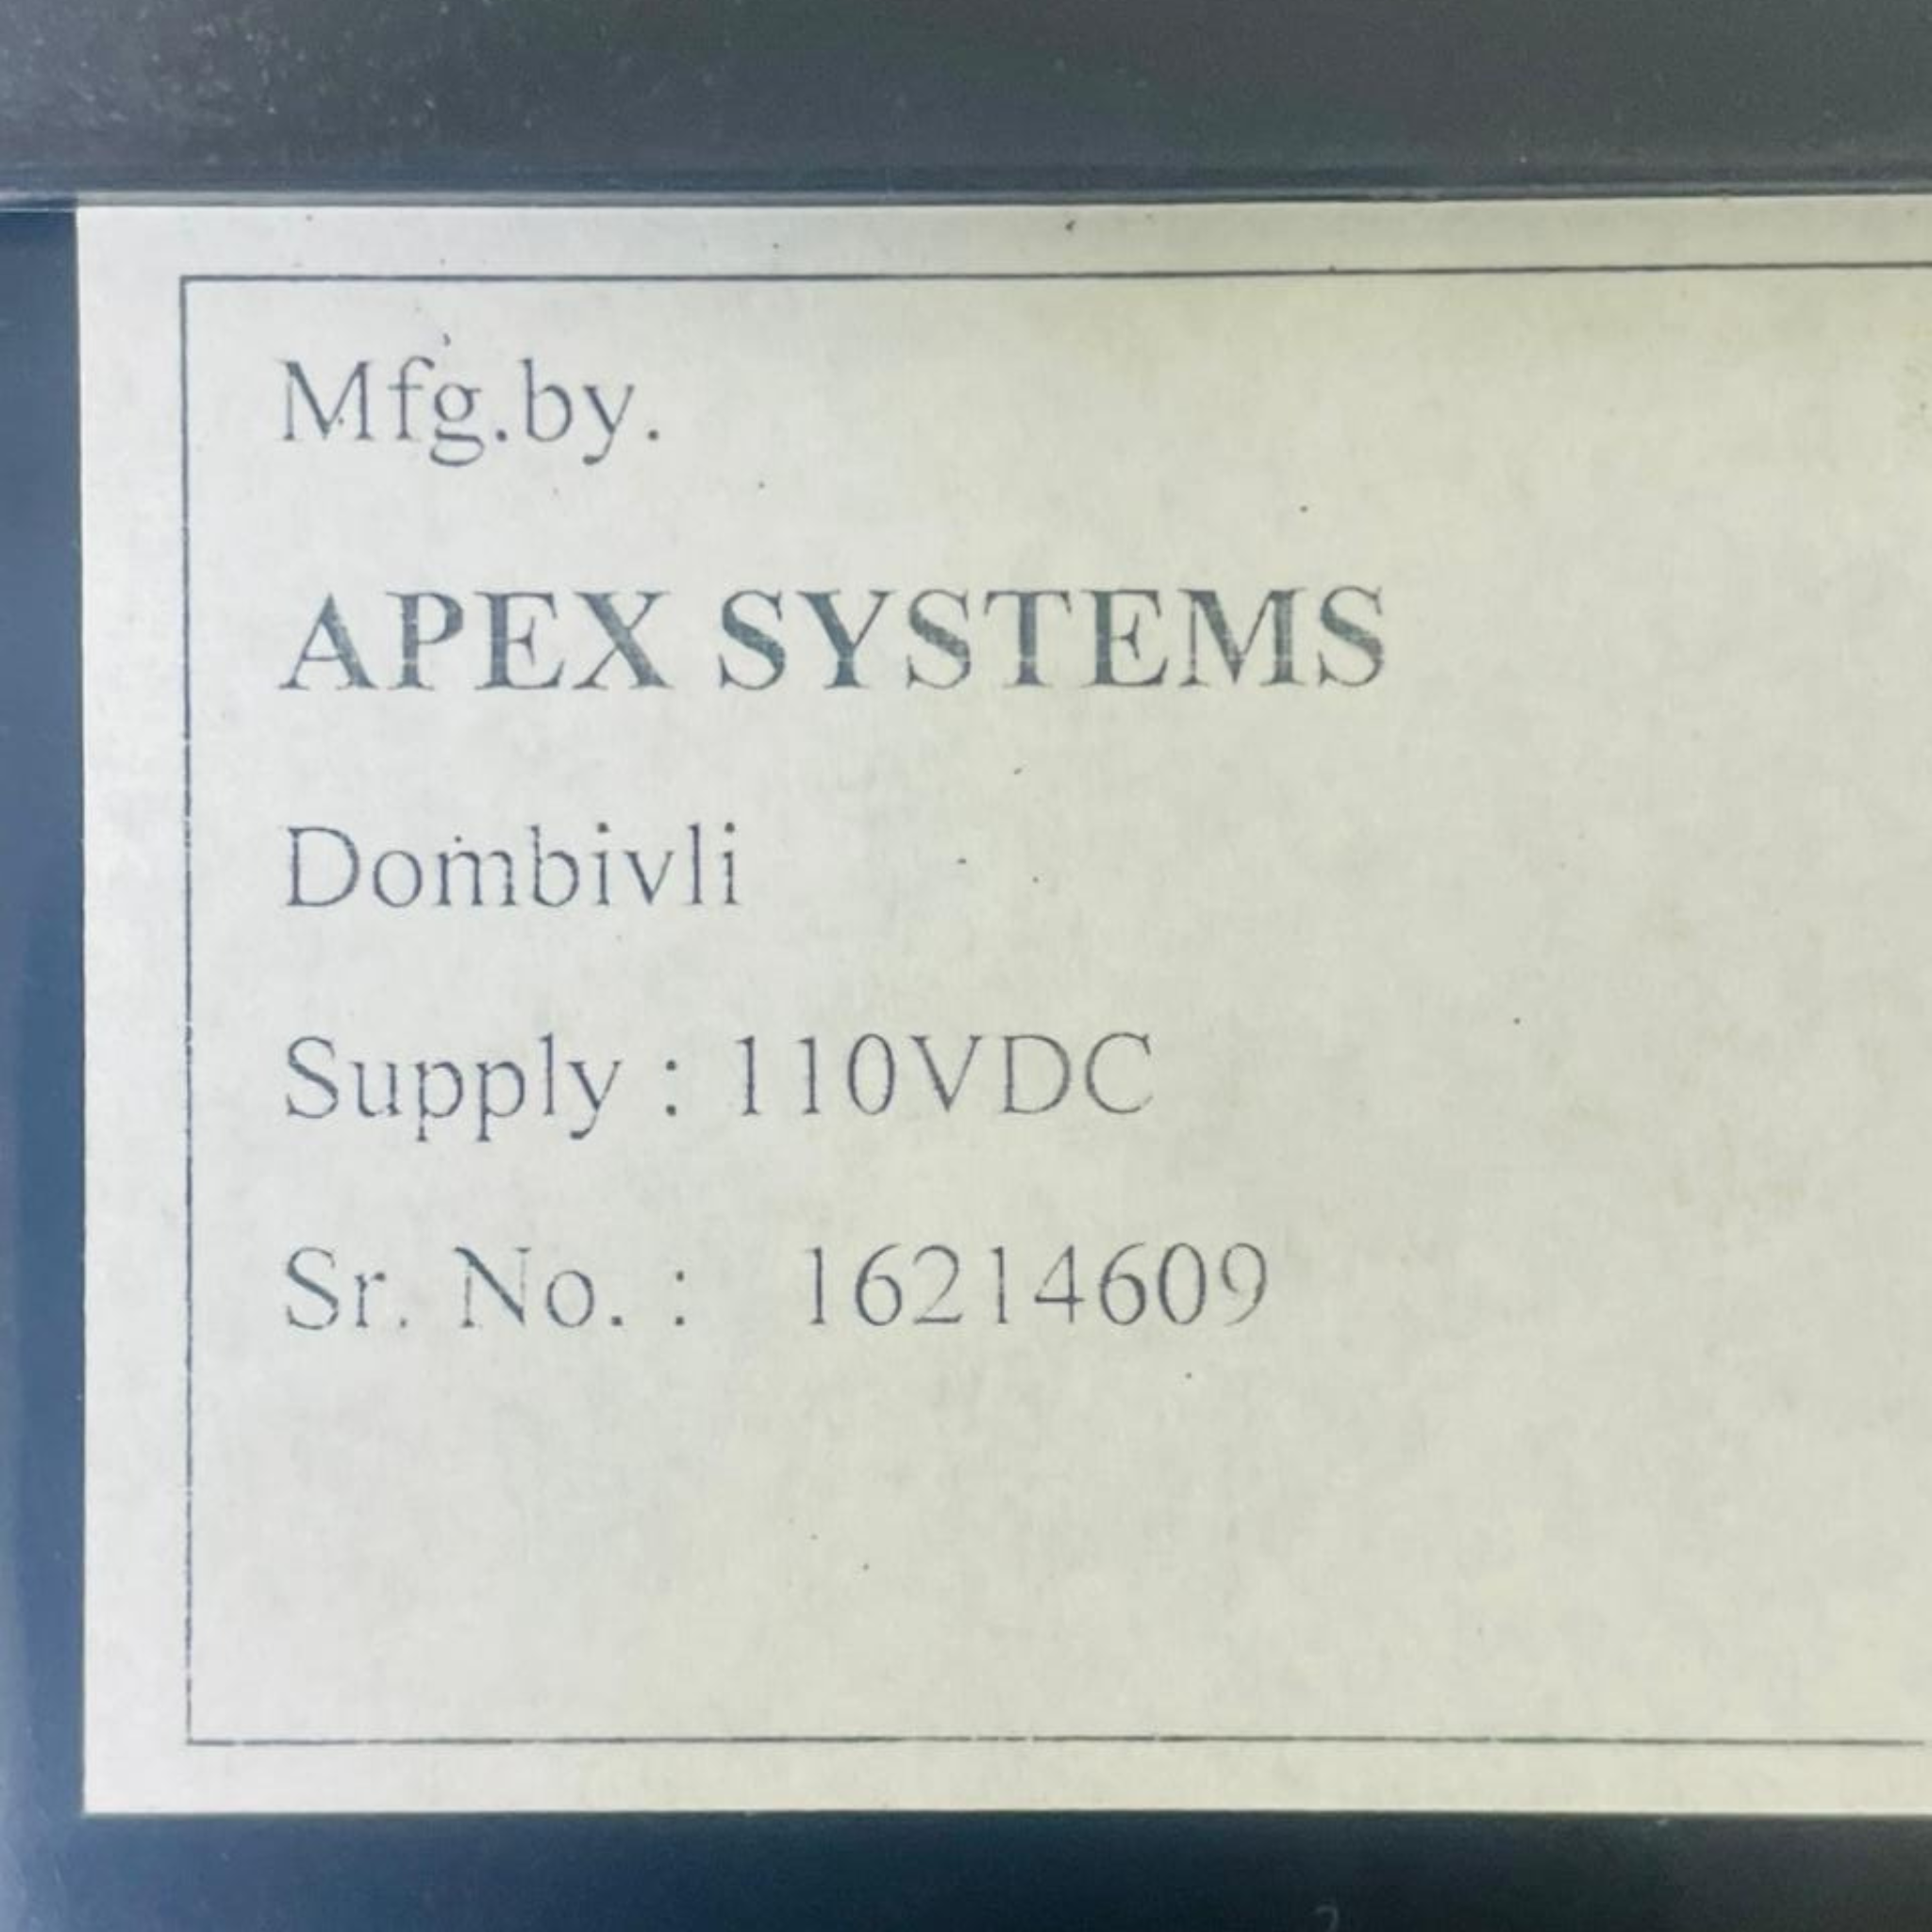 Mfg.by.
APEX SYSTEMS
Dombivli
Supply : 110VDC
Sr. No. : 16214609